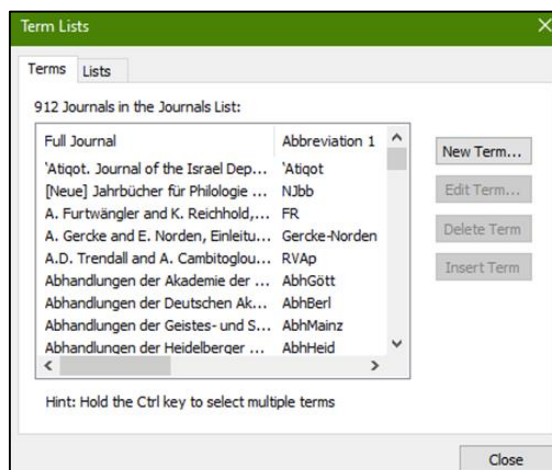 Term Lists
Terms Lists
912 Journals in the Journals List:
Full Journal Abbreviation 1
'Atiqot. Journal of the Israel Dep... 'Atiqot
[Neue] Jahrbücher für Philologie ... NJbb
A. Furtwängler and K. Reichhold,... FR
A. Gercke and E. Norden, Einleitu... Gercke-Norden
A.D. Trendall and A. Cambitoglou... RVAp
Abhandlungen der Akademie der ... AbhGött
Abhandlungen der Deutschen Ak... AbhBerl
Abhandlungen der Geistes- und S... AbhMainz
Abhandlungen der Heidelberger ... AbhHeid
New Term...
Edit Term...
Delete Term
Insert Term
Hint: Hold the Ctrl key to select multiple terms
Close